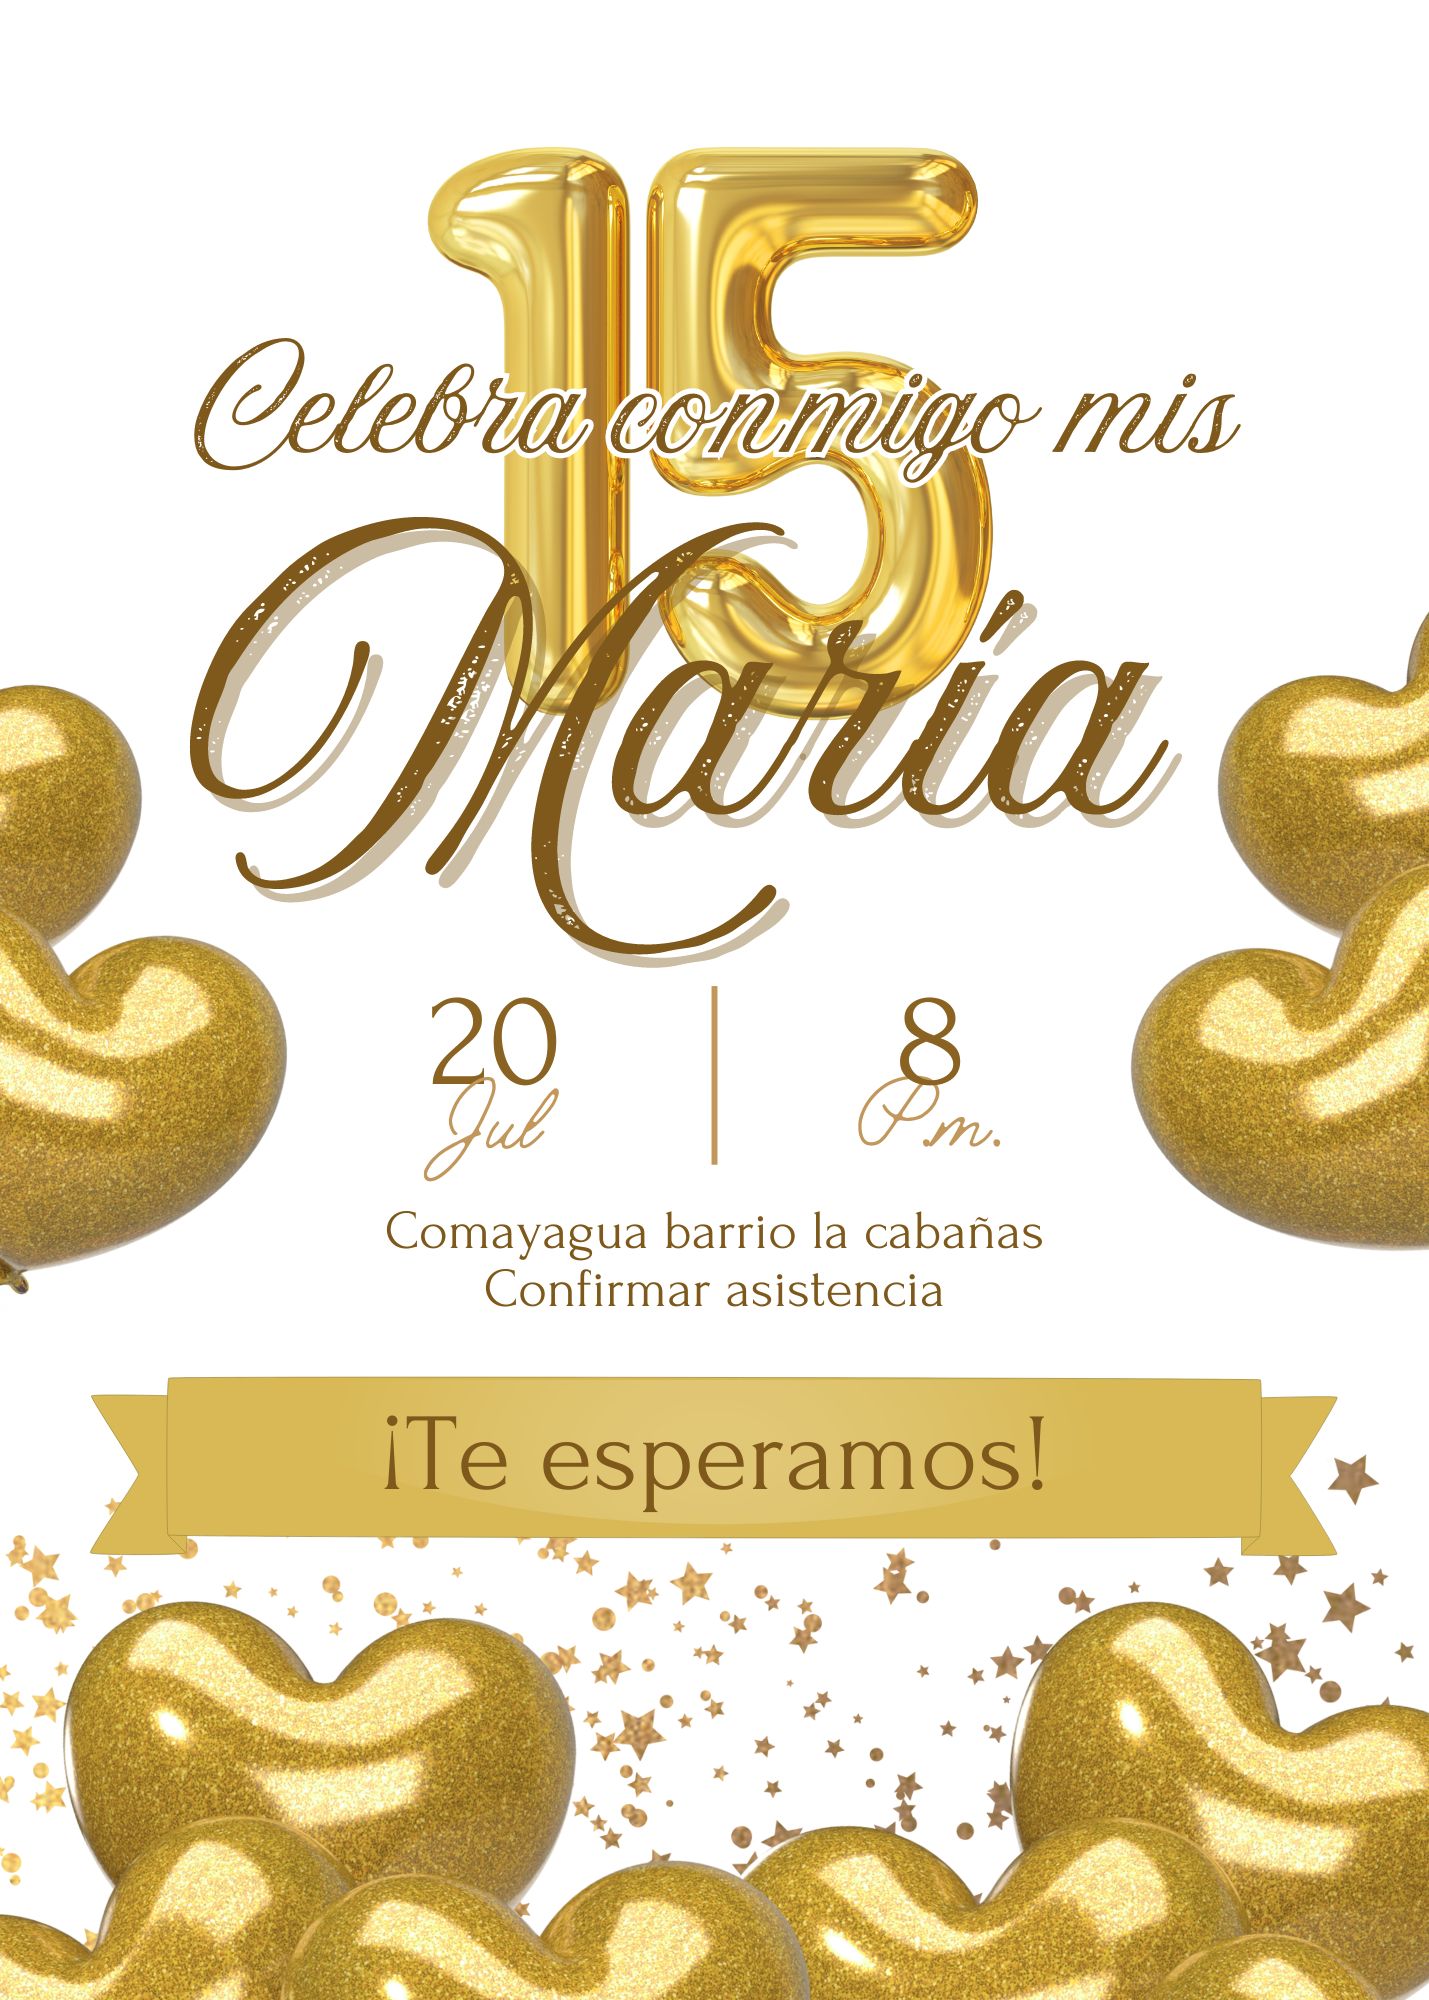 15
Celebra conmigo mis
María
20
Jul
8
P.m.
Comayagua barrio la cabañas
Confirmar asistencia
¡Te esperamos!